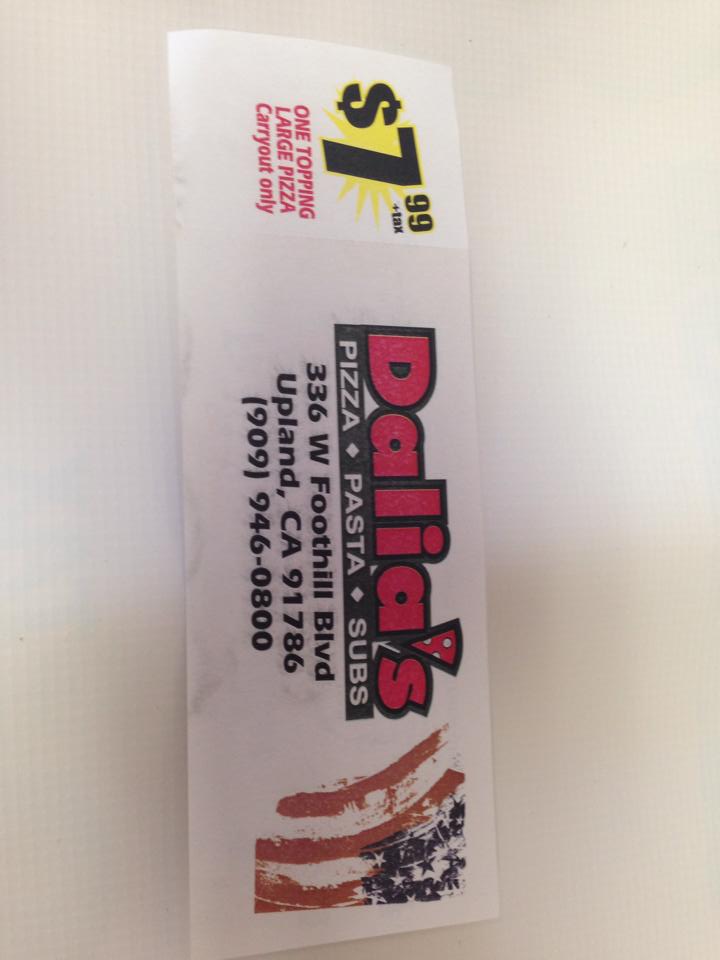 $7.99
+tax
ONE TOPPING
LARGE PIZZA
Carryout only
Dalia's
PIZZA ◆ PASTA ◆ SUBS
336 W Foothill Blvd
Upland, CA 91786
(909) 946-0800